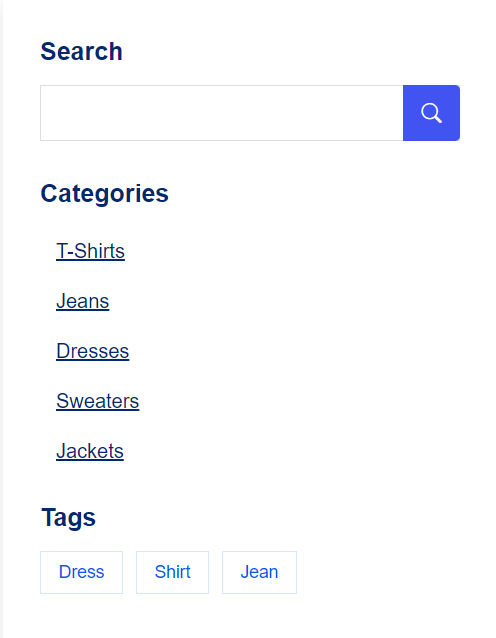 Search
Categories
T-Shirts
Jeans
Dresses
Sweaters
Jackets
Tags
Dress Shirt Jean